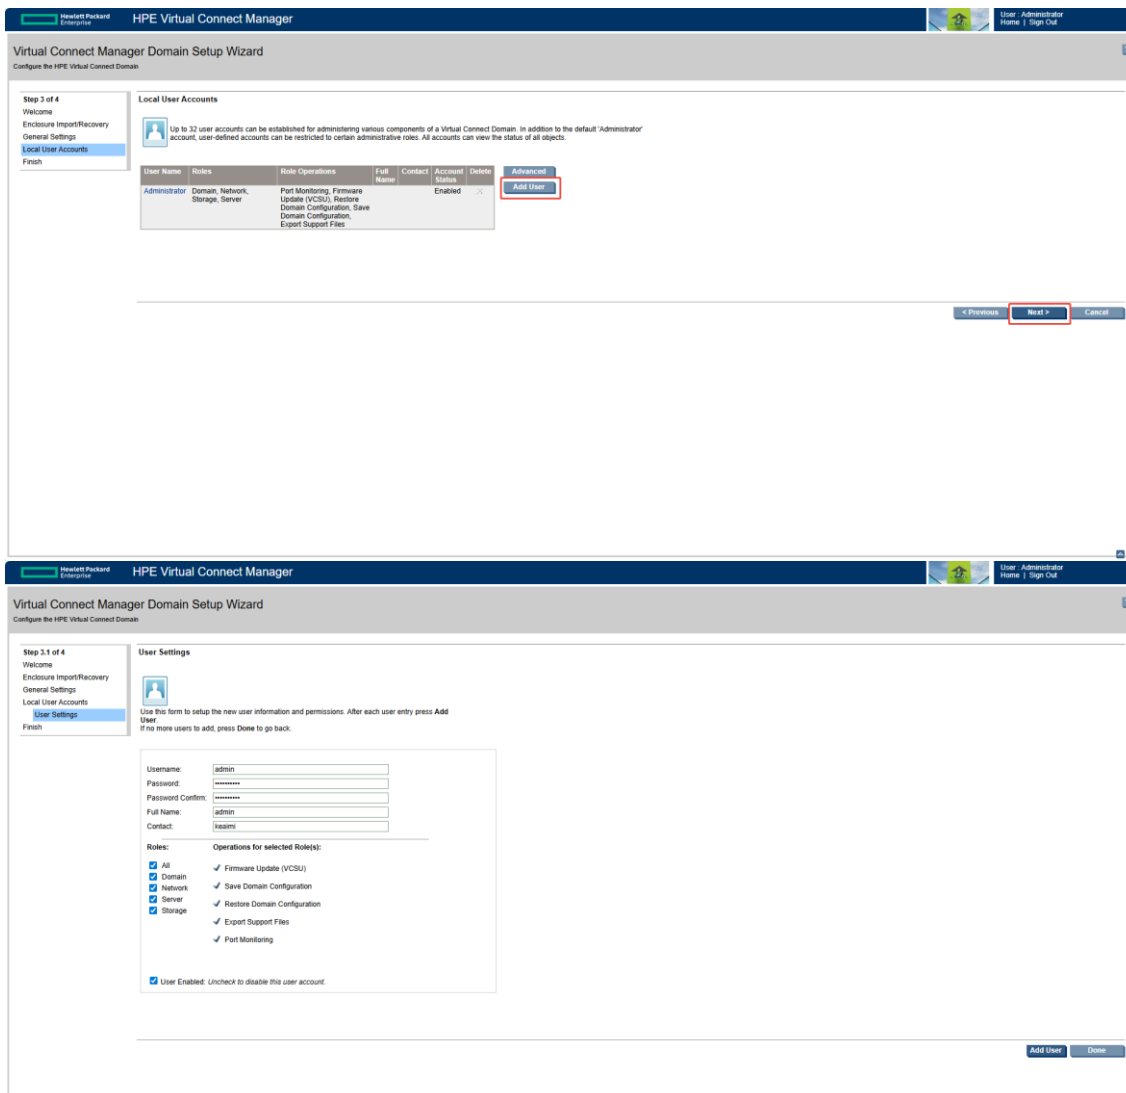 Hewlett Packard
Enterprise
HPE Virtual Connect Manager
User : Administrator
Home | Sign Out
Virtual Connect Manager Domain Setup Wizard
Configure the HPE Virtual Connect Domain
Step 3 of 4
Welcome
Enclosure Import/Recovery
General Settings
Local User Accounts
Finish
Local User Accounts
Up to 32 user accounts can be established for administering various components of a Virtual Connect Domain. In addition to the default 'Administrator'
account, user-defined accounts can be restricted to certain administrative roles. All accounts can view the status of all objects.
User Name Roles Role Operations Full Name Contact Account Status Delete
Administrator Domain, Network, Storage, Server Port Monitoring, Firmware Update (VCSU), Restore Domain Configuration, Save Domain Configuration, Export Support Files Enabled X
Advanced
Add User
< Previous Next > Cancel
Hewlett Packard
Enterprise
HPE Virtual Connect Manager
User : Administrator
Home | Sign Out
Virtual Connect Manager Domain Setup Wizard
Configure the HPE Virtual Connect Domain
Step 3.1 of 4
Welcome
Enclosure Import/Recovery
General Settings
Local User Accounts
User Settings
Finish
User Settings
Use this form to setup the new user information and permissions. After each user entry press Add
User.
If no more users to add, press Done to go back.
Username: admin
Password: ••••••••••
Password Confirm: ••••••••••
Full Name: admin
Contact: keaimi
Roles: Operations for selected Role(s):
All
Domain
Network
Server
Storage
Firmware Update (VCSU)
Save Domain Configuration
Restore Domain Configuration
Export Support Files
Port Monitoring
User Enabled: Uncheck to disable this user account.
Add User Done